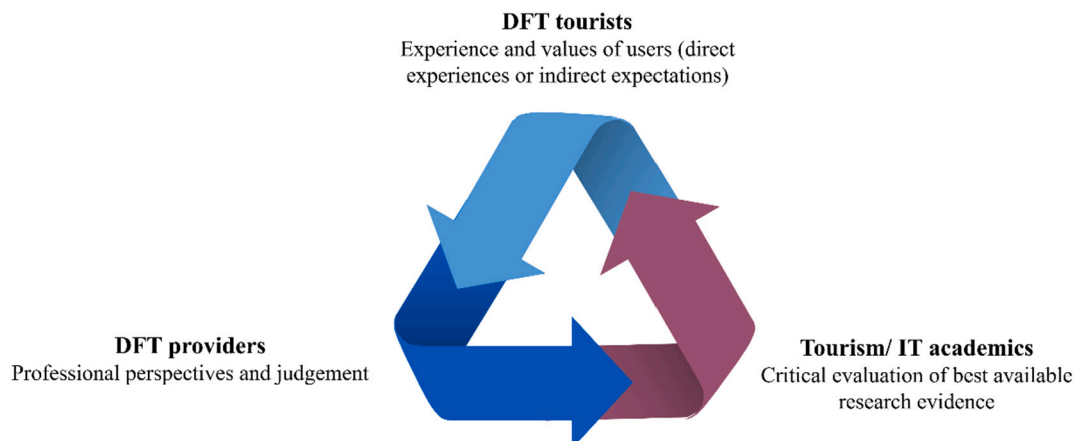 DFT tourists
Experience and values of users (direct
experiences or indirect expectations)
DFT providers
Professional perspectives and judgement
Tourism/ IT academics
Critical evaluation of best available
research evidence